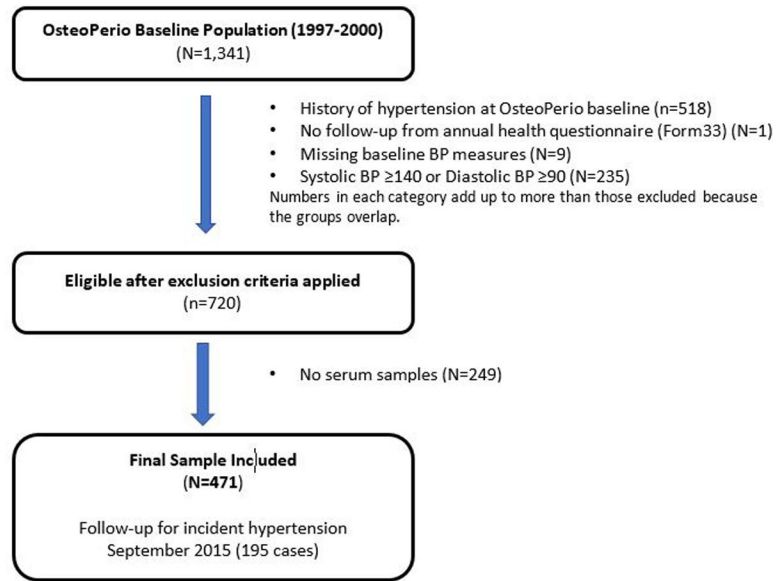 OsteoPerio Baseline Population (1997-2000)
(N=1,341)
• History of hypertension at OsteoPerio baseline (n=518)
• No follow-up from annual health questionnaire (Form33) (N=1)
• Missing baseline BP measures (N=9)
• Systolic BP ≥140 or Diastolic BP ≥90 (N=235)
Numbers in each category add up to more than those excluded because
the groups overlap.
Eligible after exclusion criteria applied
(n=720)
• No serum samples (N=249)
Final Sample Included
(N=471)
Follow-up for incident hypertension
September 2015 (195 cases)